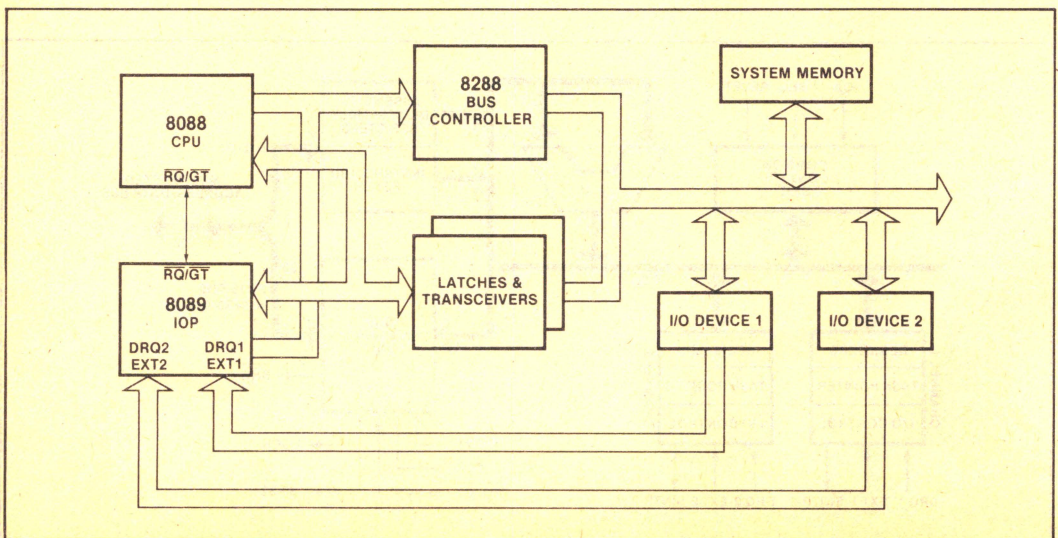 8088
CPU
RQ/GT
8288
BUS
CONTROLLER
SYSTEM MEMORY
RQ/GT
8089
IOP
DRQ2 DRQ1
EXT2 EXT1
LATCHES &
TRANSCEIVERS
I/O DEVICE 1
I/O DEVICE 2